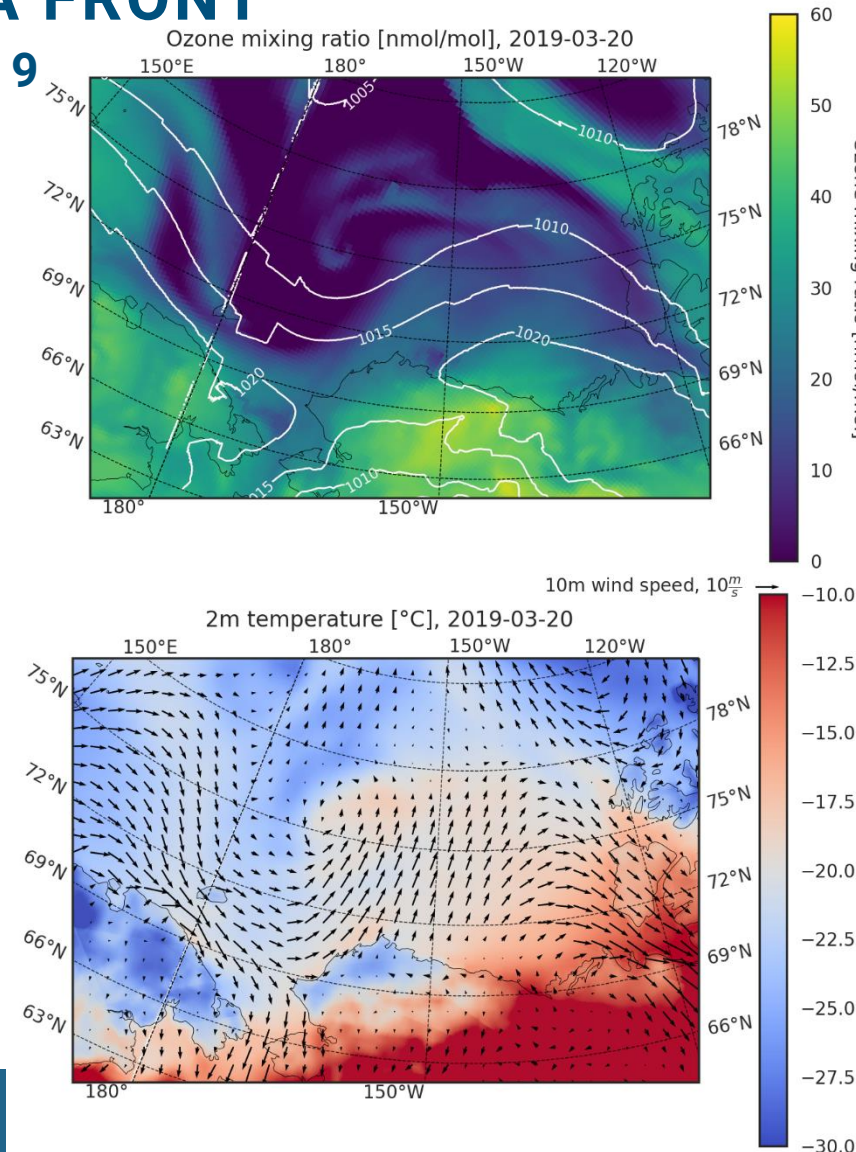 A FRONT
9
Ozone mixing ratio [nmol/mol], 2019-03-20
150°E 180° 150°W 120°W
75°N
72°N
69°N
66°N
63°N
78°N
75°N
72°N
69°N
66°N
1005
1010
1010
1015
1020
1020
1010
180° 150°W
60
50
40
30
20
10
0
10m wind speed, 10 m/s
2m temperature [°C], 2019-03-20
150°E 180° 150°W 120°W
75°N
72°N
69°N
66°N
63°N
78°N
75°N
72°N
69°N
66°N
180° 150°W
−10.0
−12.5
−15.0
−17.5
−20.0
−22.5
−25.0
−27.5
−30.0